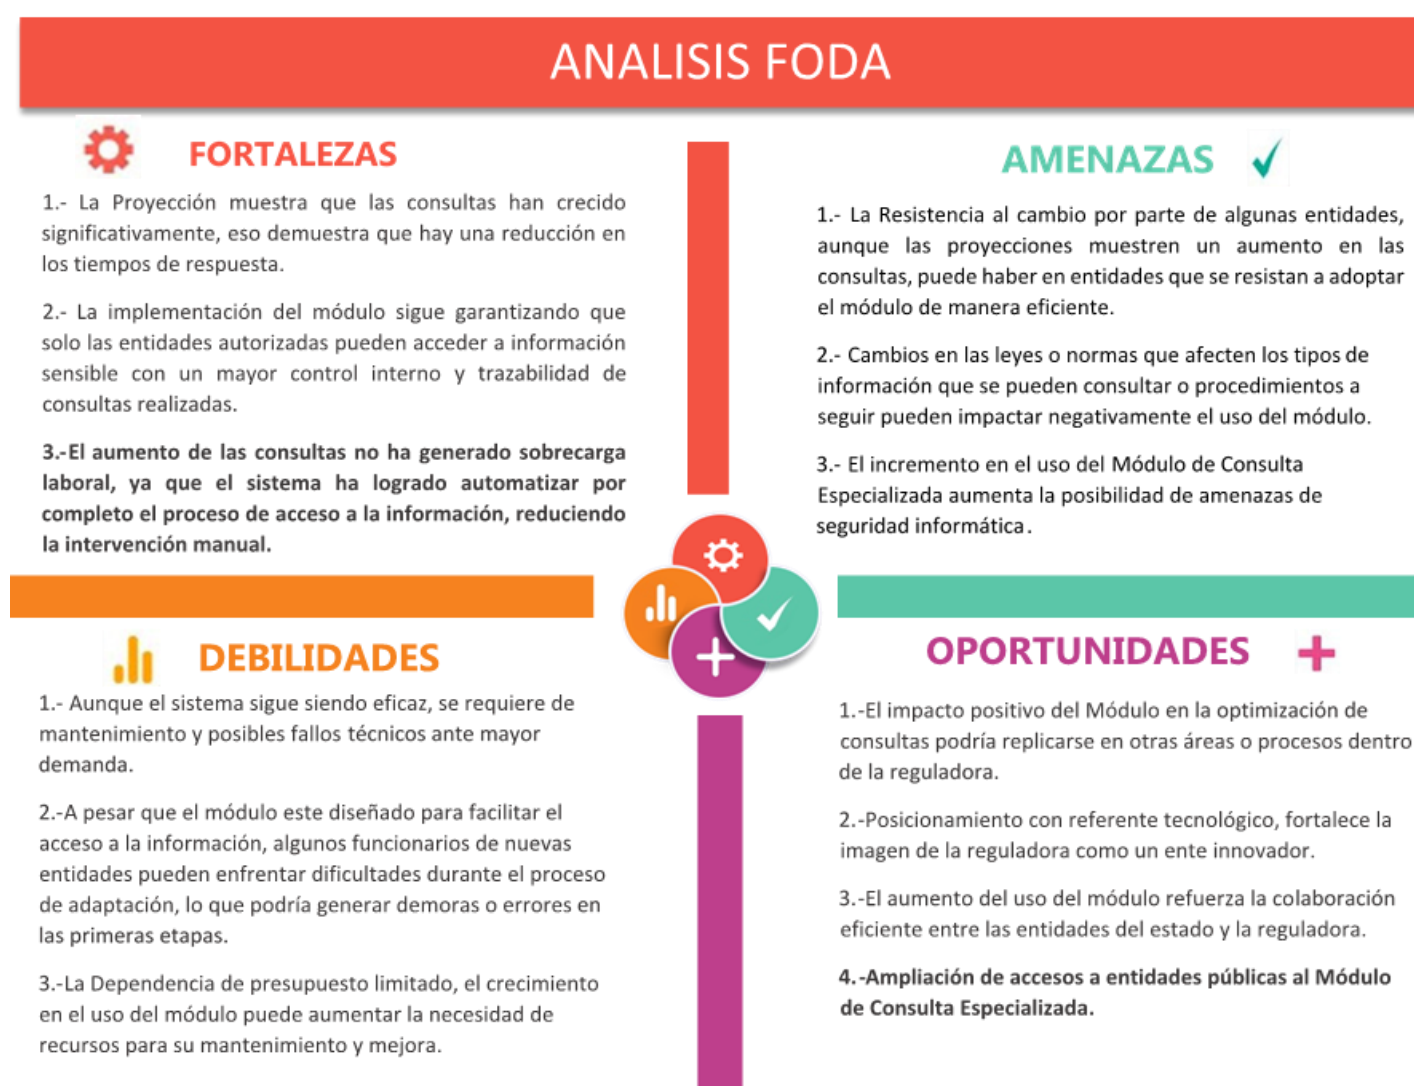 ANALISIS FODA
FORTALEZAS
1.- La Proyección muestra que las consultas han crecido
significativamente, eso demuestra que hay una reducción en
los tiempos de respuesta.
2.- La implementación del módulo sigue garantizando que
solo las entidades autorizadas pueden acceder a información
sensible con un mayor control interno y trazabilidad de
consultas realizadas.
3.-El aumento de las consultas no ha generado sobrecarga
laboral, ya que el sistema ha logrado automatizar por
completo el proceso de acceso a la información, reduciendo
la intervención manual.
AMENAZAS
1.- La Resistencia al cambio por parte de algunas entidades,
aunque las proyecciones muestren un aumento en las
consultas, puede haber en entidades que se resistan a adoptar
el módulo de manera eficiente.
2.- Cambios en las leyes o normas que afecten los tipos de
información que se pueden consultar o procedimientos a
seguir pueden impactar negativamente el uso del módulo.
3.- El incremento en el uso del Módulo de Consulta
Especializada aumenta la posibilidad de amenazas de
seguridad informática.
DEBILIDADES
1.- Aunque el sistema sigue siendo eficaz, se requiere de
mantenimiento y posibles fallos técnicos ante mayor
demanda.
2.-A pesar que el módulo este diseñado para facilitar el
acceso a la información, algunos funcionarios de nuevas
entidades pueden enfrentar dificultades durante el proceso
de adaptación, lo que podría generar demoras o errores en
las primeras etapas.
3.-La Dependencia de presupuesto limitado, el crecimiento
en el uso del módulo puede aumentar la necesidad de
recursos para su mantenimiento y mejora.
OPORTUNIDADES
1.-El impacto positivo del Módulo en la optimización de
consultas podría replicarse en otras áreas o procesos dentro
de la reguladora.
2.-Posicionamiento con referente tecnológico, fortalece la
imagen de la reguladora como un ente innovador.
3.-El aumento del uso del módulo refuerza la colaboración
eficiente entre las entidades del estado y la reguladora.
4.-Ampliación de accesos a entidades públicas al Módulo
de Consulta Especializada.